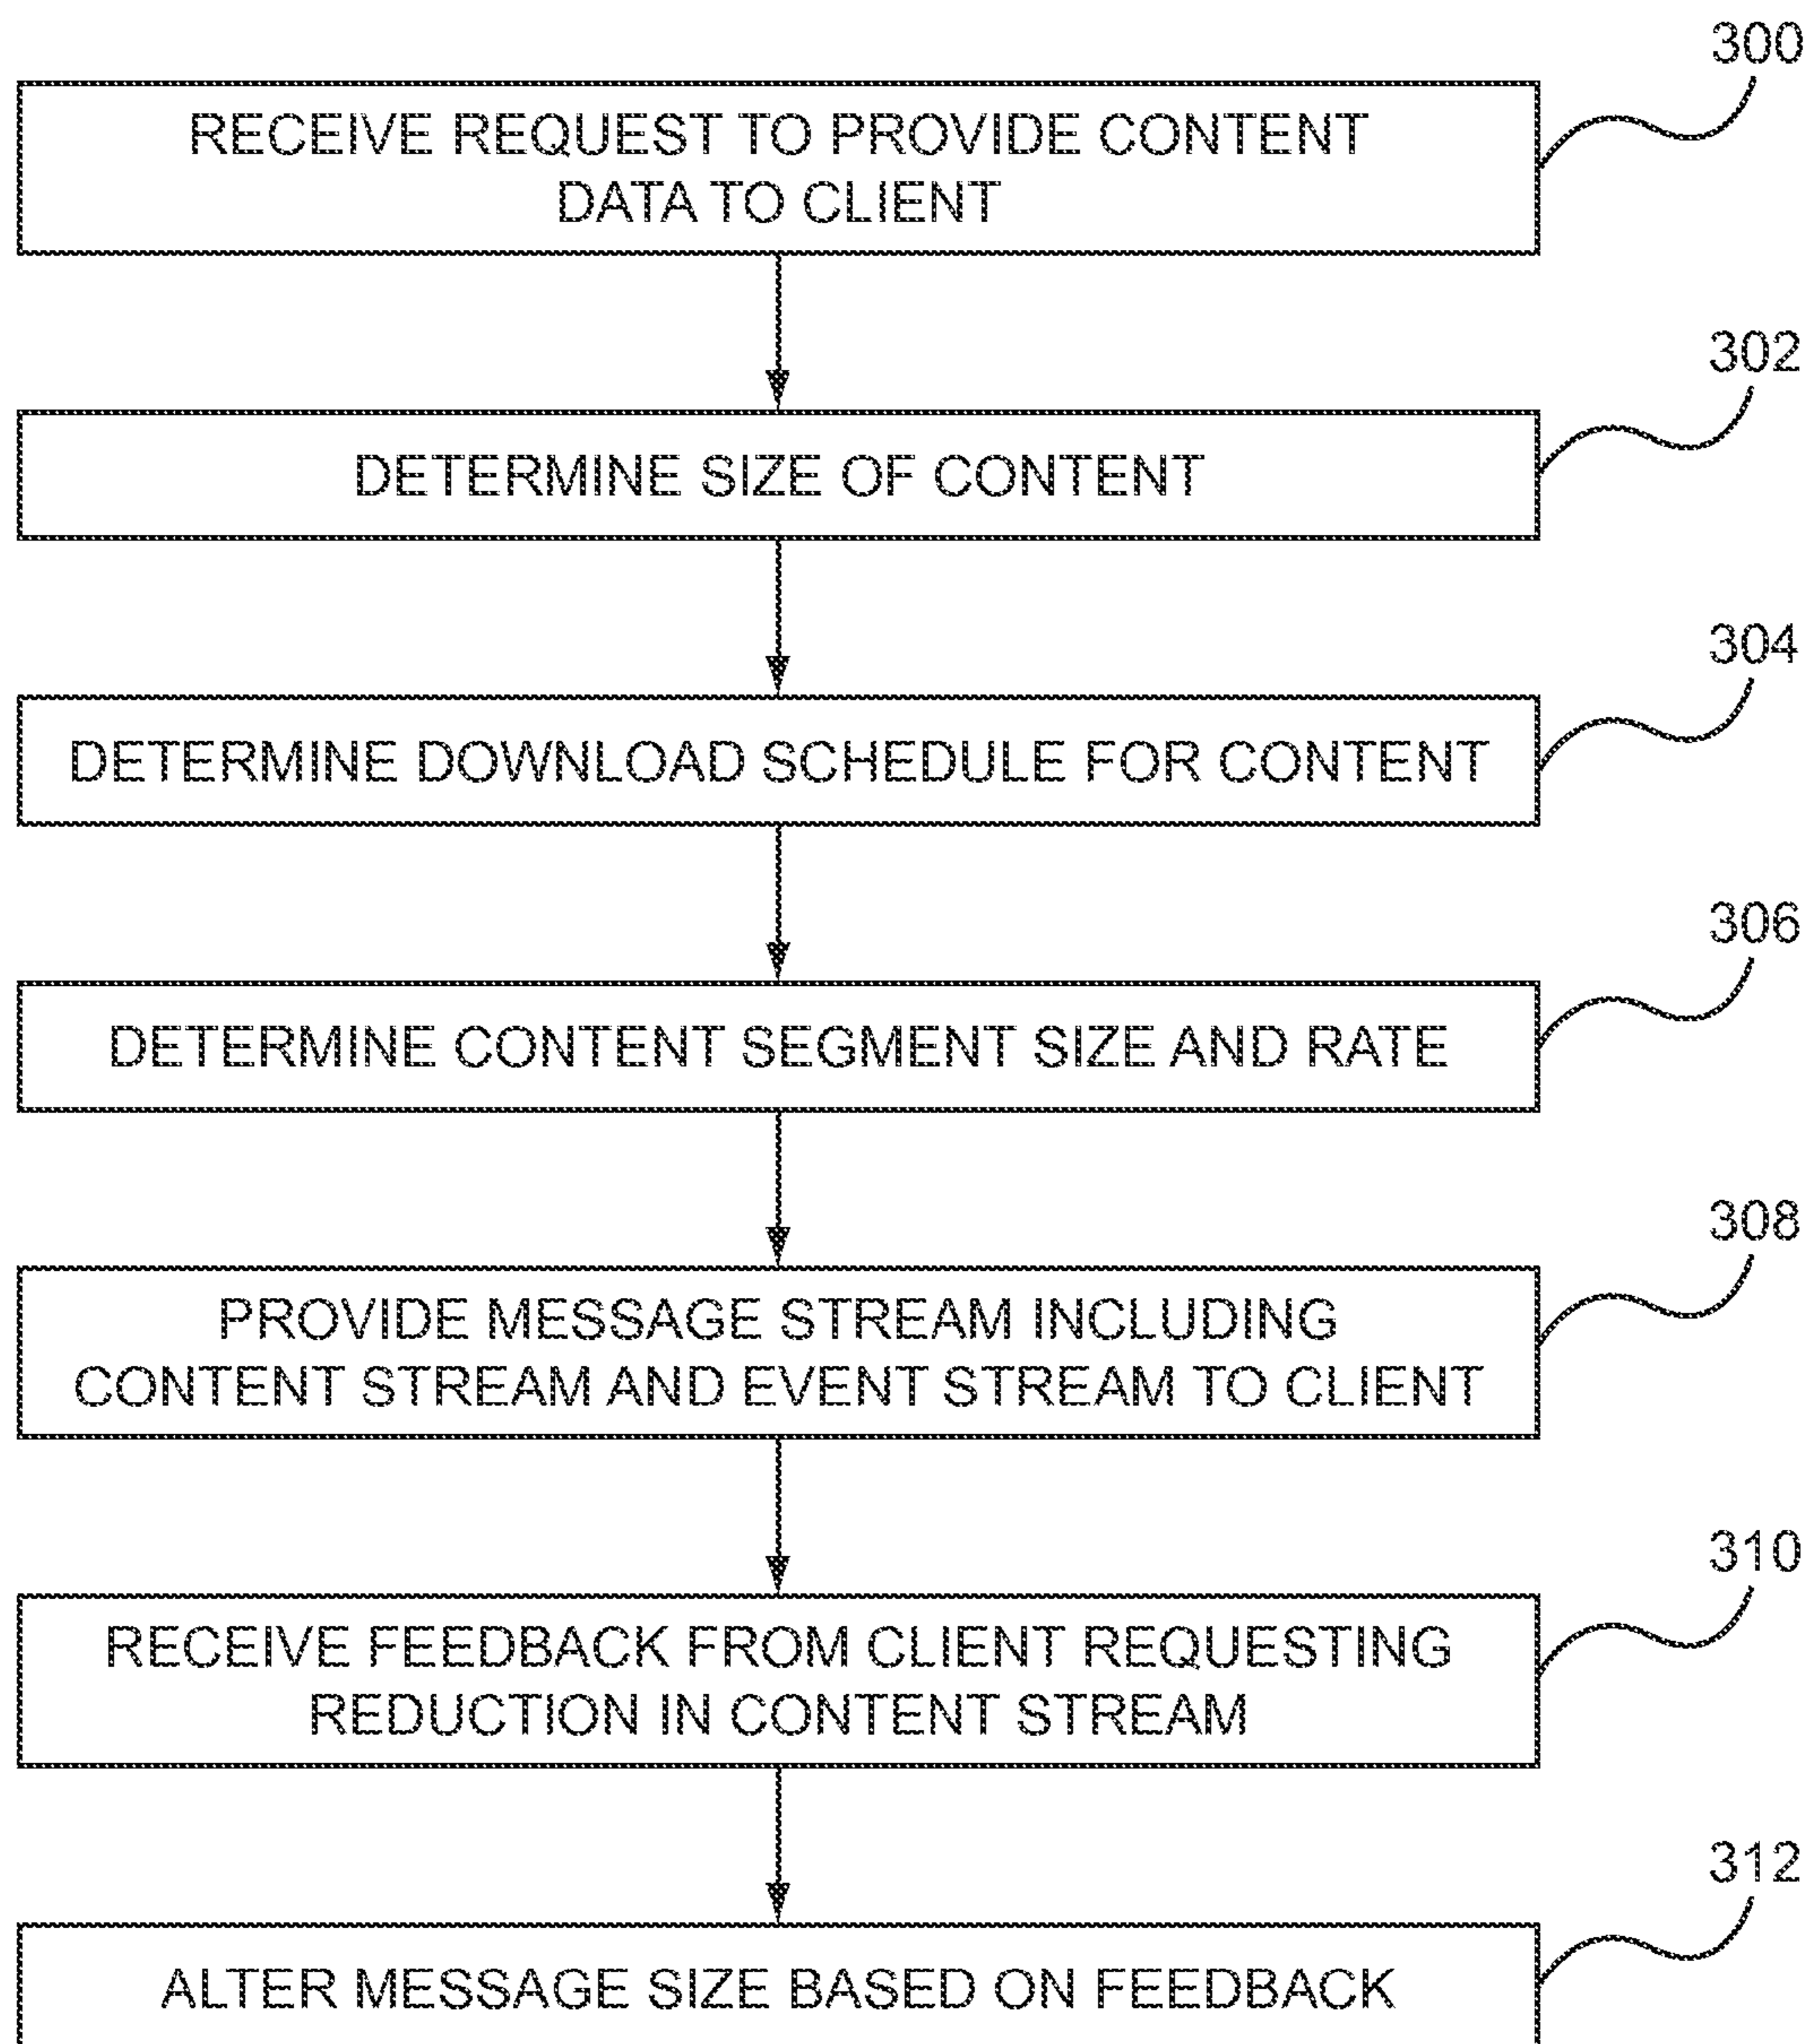 300
RECEIVE REQUEST TO PROVIDE CONTENT
DATA TO CLIENT
302
DETERMINE SIZE OF CONTENT
304
DETERMINE DOWNLOAD SCHEDULE FOR CONTENT
306
DETERMINE CONTENT SEGMENT SIZE AND RATE
308
PROVIDE MESSAGE STREAM INCLUDING
CONTENT STREAM AND EVENT STREAM TO CLIENT
310
RECEIVE FEEDBACK FROM CLIENT REQUESTING
REDUCTION IN CONTENT STREAM
312
ALTER MESSAGE SIZE BASED ON FEEDBACK